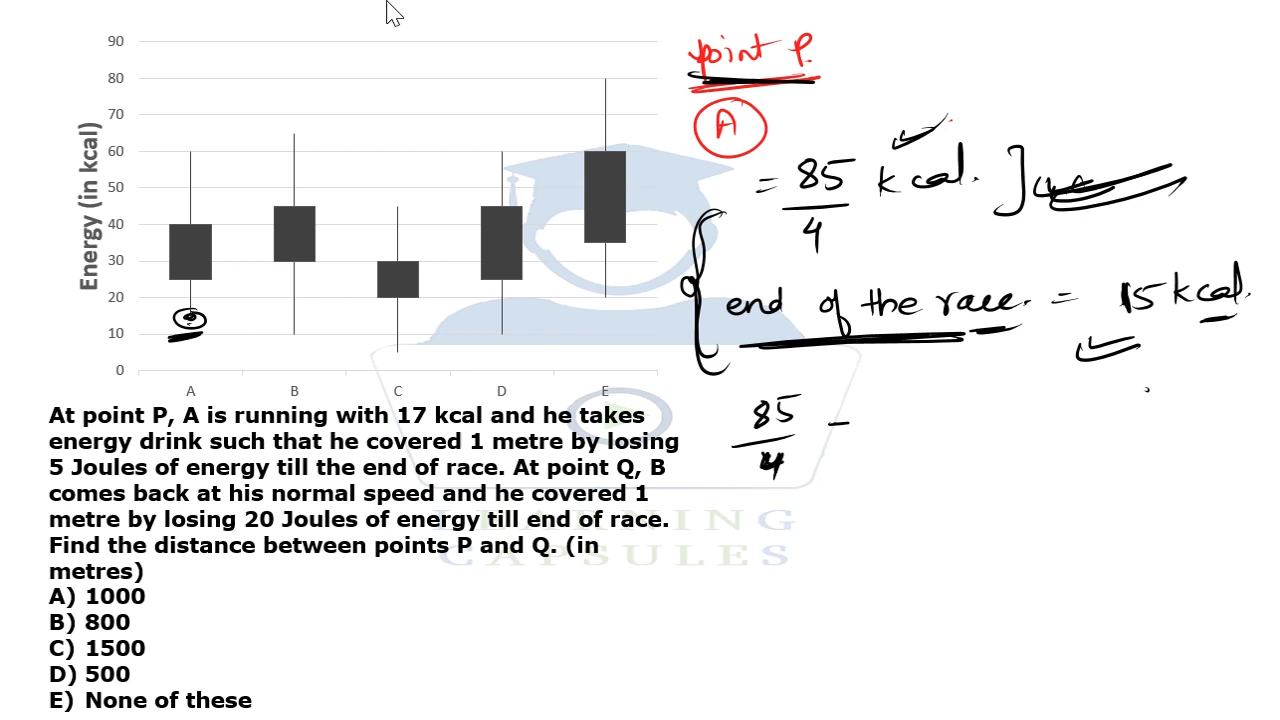 90
80
70
60
50
40
30
20
10
0
Energy (in kcal)
A B C D E
point P.
A
= 85/4 kcal.
end of the race. = 15 kcal.
85/4 -
At point P, A is running with 17 kcal and he takes
energy drink such that he covered 1 metre by losing
5 Joules of energy till the end of race. At point Q, B
comes back at his normal speed and he covered 1
metre by losing 20 Joules of energy till end of race.
Find the distance between points P and Q. (in
metres)
A) 1000
B) 800
C) 1500
D) 500
E) None of these
LEARNING
CAPSULES